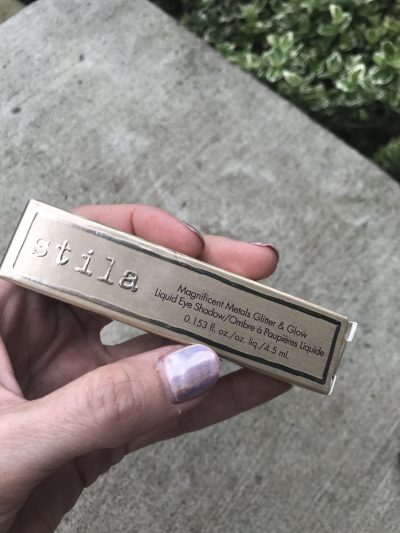 stila
Magnificent Metals Glitter & Glow
Liquid Eye Shadow/Ombre à Paupières Liquide
0.153 fl. oz./oz. liq./4.5 mL